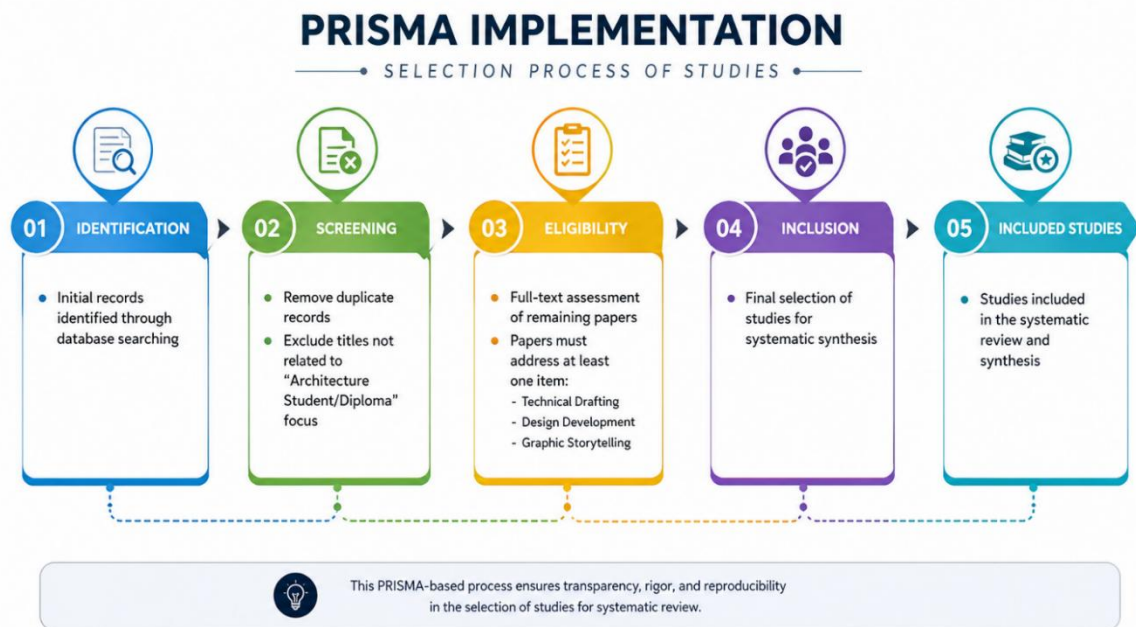 PRISMA IMPLEMENTATION
SELECTION PROCESS OF STUDIES
01 IDENTIFICATION
Initial records
identified through
database searching
02 SCREENING
Remove duplicate
records
Exclude titles not
related to
“Architecture
Student/Diploma”
focus
03 ELIGIBILITY
Full-text assessment
of remaining papers
Papers must
address at least
one item:
- Technical Drafting
- Design Development
- Graphic Storytelling
04 INCLUSION
Final selection of
studies for
systematic synthesis
05 INCLUDED STUDIES
Studies included
in the systematic
review and
synthesis
This PRISMA-based process ensures transparency, rigor, and reproducibility
in the selection of studies for systematic review.